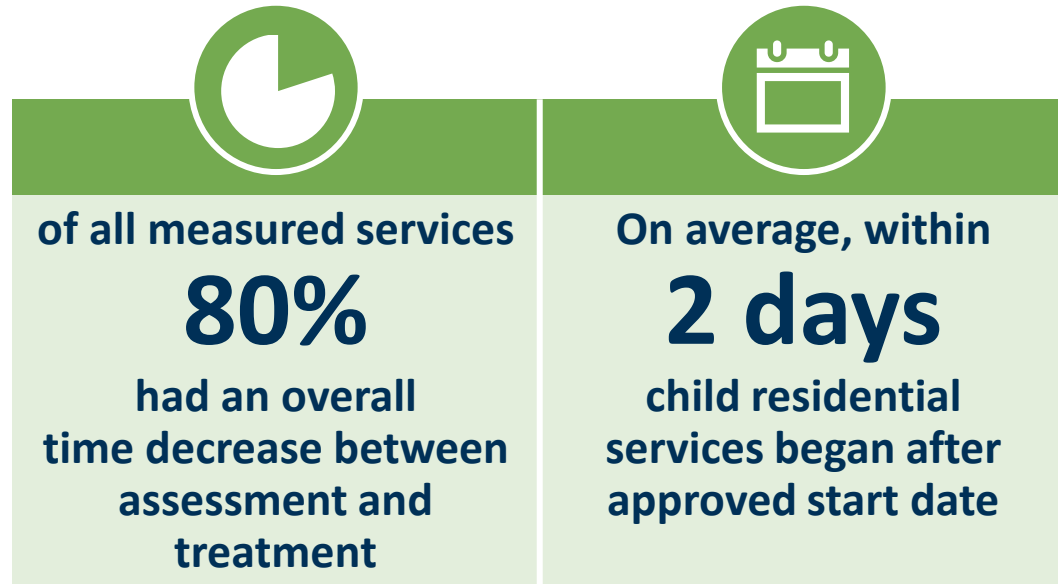 of all measured services
80%
had an overall
time decrease between
assessment and
treatment
On average, within
2 days
child residential
services began after
approved start date